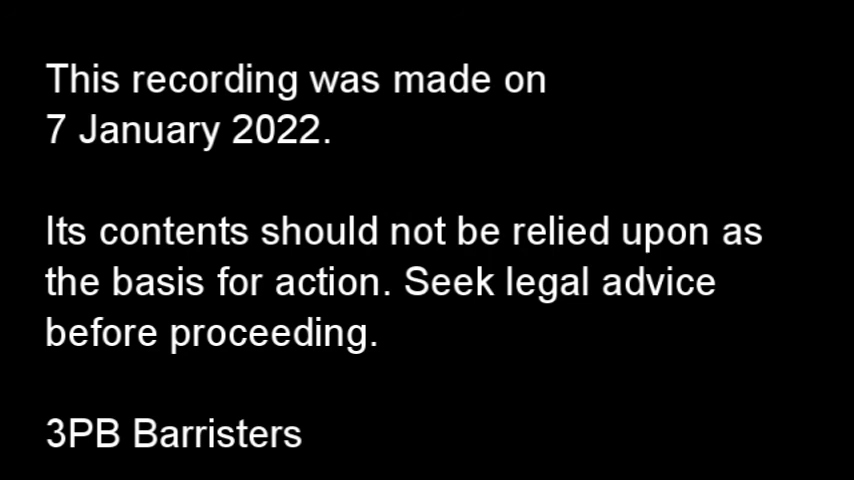 This recording was made on
7 January 2022.
Its contents should not be relied upon as
the basis for action. Seek legal advice
before proceeding.
3PB Barristers